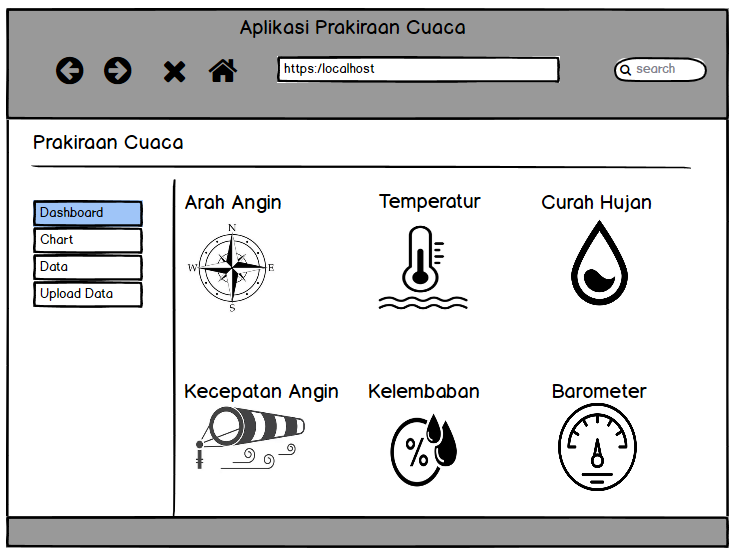 Aplikasi Prakiraan Cuaca
https:/localhost
search
Prakiraan Cuaca
Dashboard
Chart
Data
Upload Data
Arah Angin
Temperatur
Curah Hujan
N
W
E
S
Kecepatan Angin
Kelembaban
Barometer
%